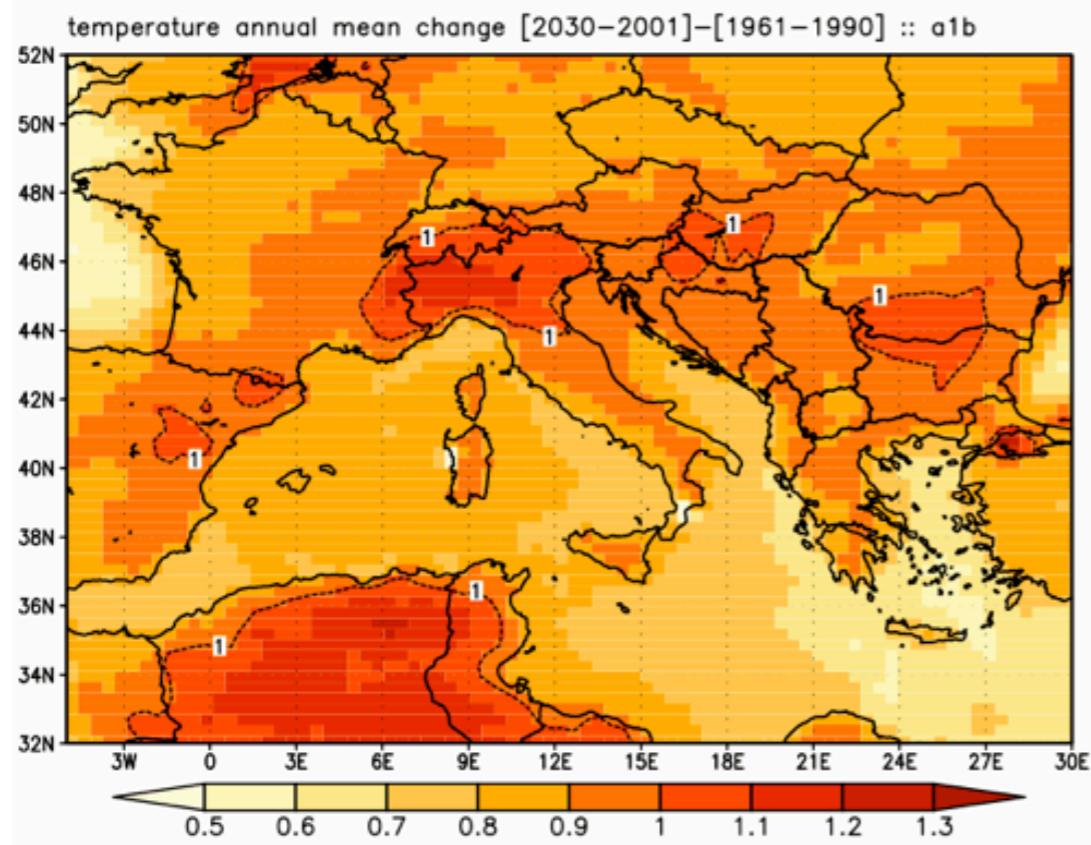 temperature annual mean change [2030-2001]-[1961-1990] :: a1b
52N
50N
48N
46N
44N
42N
40N
38N
36N
34N
32N
1
1
1
1
1
1
1
1
3W 0 3E 6E 9E 12E 15E 18E 21E 24E 27E 30E
0.5 0.6 0.7 0.8 0.9 1 1.1 1.2 1.3